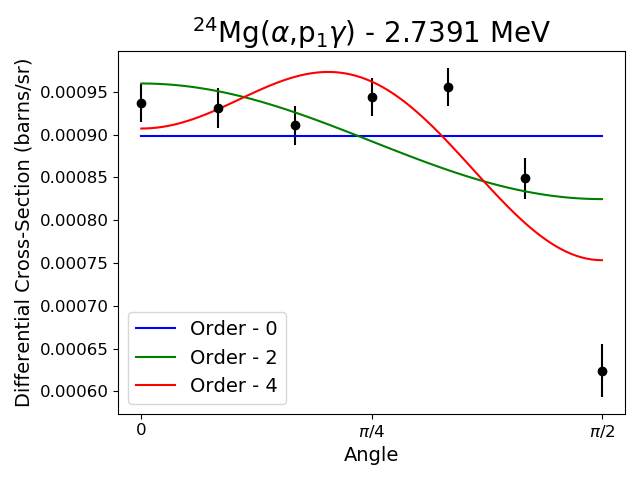 ²⁴Mg(α,p₁γ) - 2.7391 MeV
Differential Cross-Section (barns/sr)
0.00095
0.00090
0.00085
0.00080
0.00075
0.00070
0.00065
0.00060
Order - 0
Order - 2
Order - 4
0 π/4 π/2
Angle